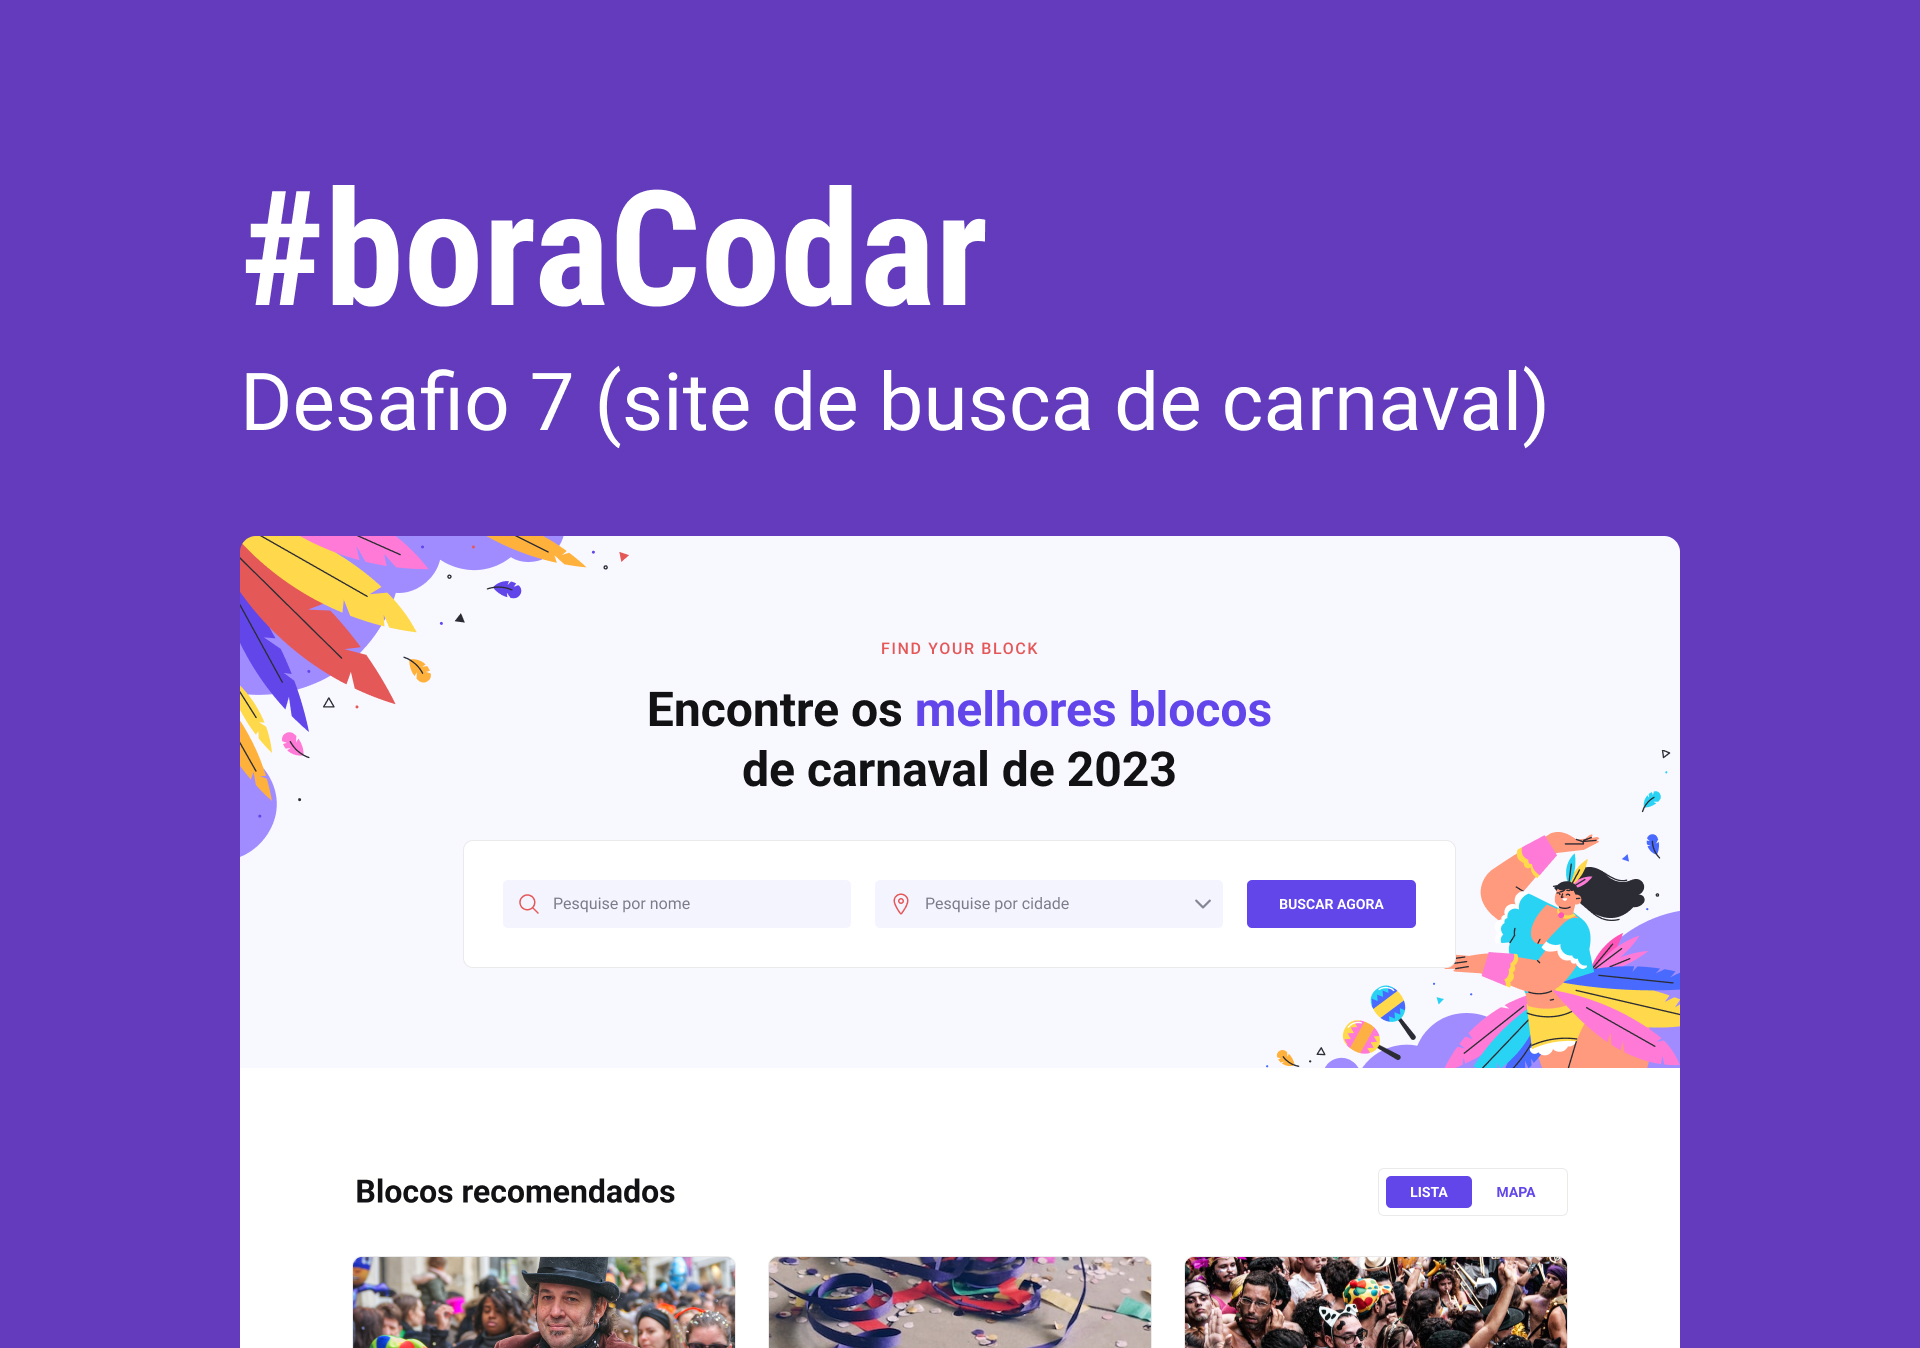 #boraCodar
Desafio 7 (site de busca de carnaval)
FIND YOUR BLOCK
Encontre os melhores blocos
de carnaval de 2023
Pesquise por nome
Pesquise por cidade
BUSCAR AGORA
Blocos recomendados
LISTA
MAPA